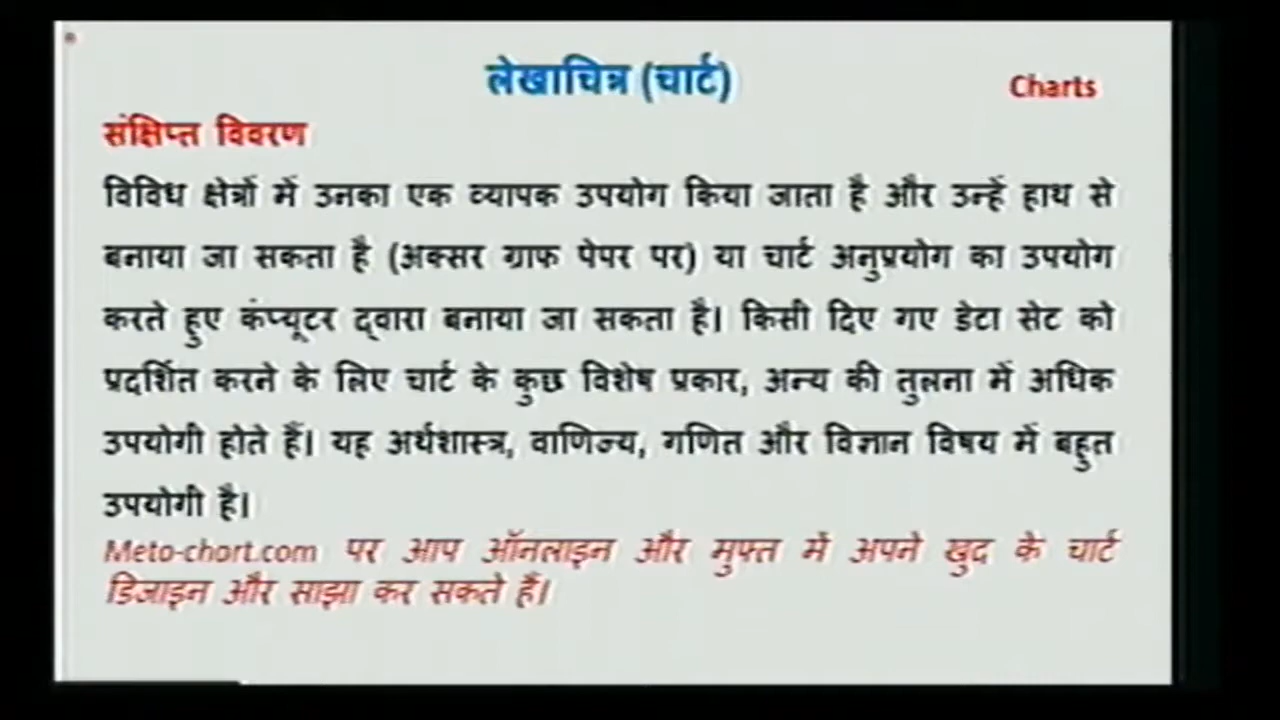 लेखाचित्र (चार्ट)
Charts
संक्षिप्त विवरण
विविध क्षेत्रों में उनका एक व्यापक उपयोग किया जाता है और उन्हें हाथ से
बनाया जा सकता है (अक्सर ग्राफ पेपर पर) या चार्ट अनुप्रयोग का उपयोग
करते हुए कंप्यूटर द्वारा बनाया जा सकता है। किसी दिए गए डेटा सेट को
प्रदर्शित करने के लिए चार्ट के कुछ विशेष प्रकार, अन्य की तुलना में अधिक
उपयोगी होते हैं। यह अर्थशास्त्र, वाणिज्य, गणित और विज्ञान विषय में बहुत
उपयोगी है।
Meto-chort.com पर आप ऑनलाइन और मुफ्त में अपने खुद के चार्ट
डिजाइन और साझा कर सकते हैं।